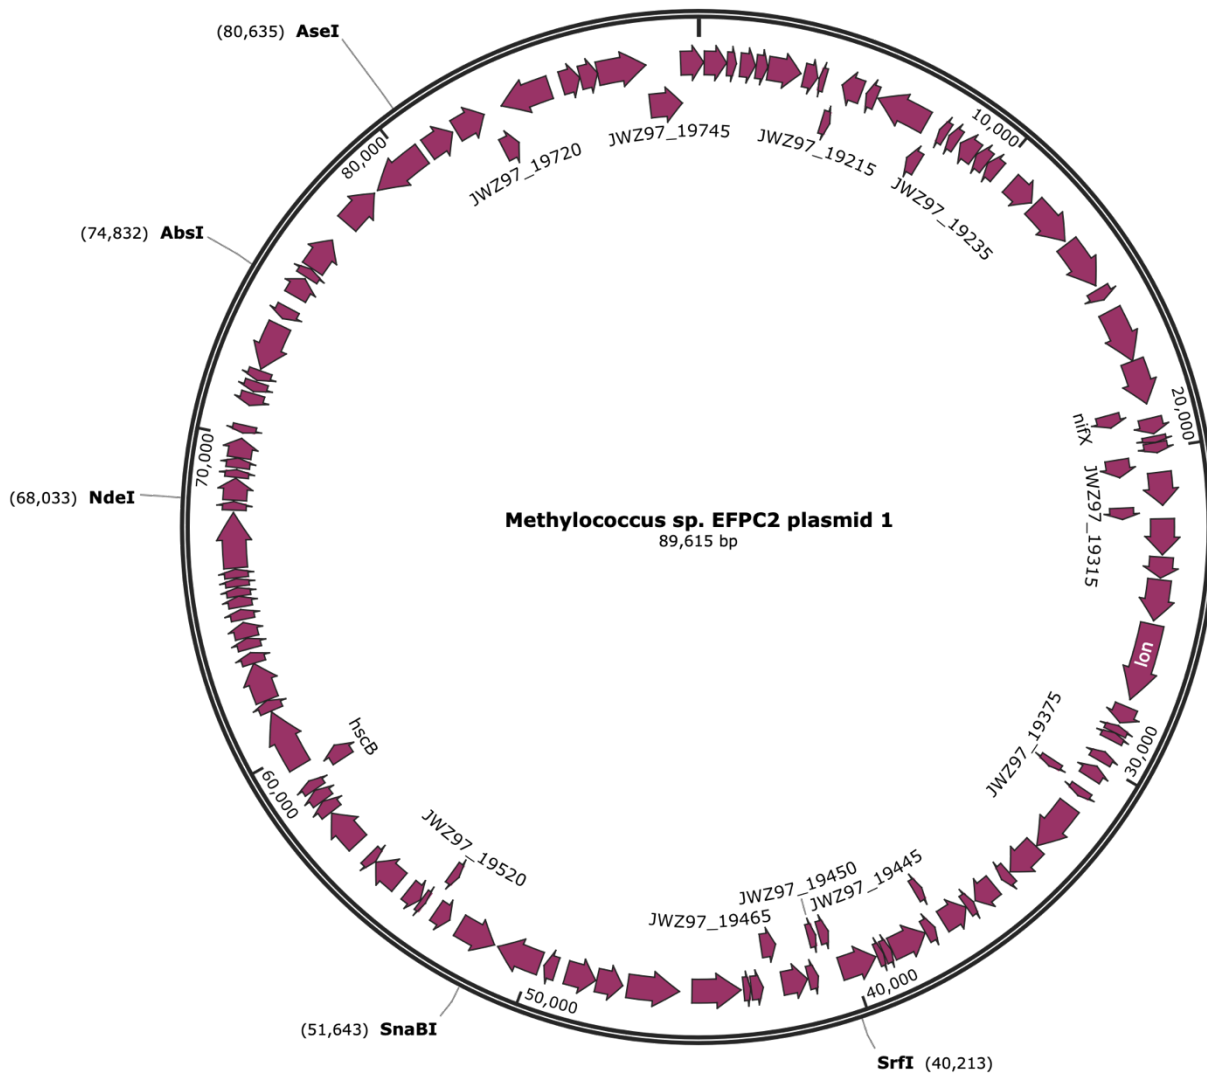 (80,635) AseI
80,000
JWZ97_19720
JWZ97_19745
JWZ97_19215
JWZ97_19235
10,000
(74,832) AbsI
20,000
nifX
JWZ97_19315
70,000
(68,033) NdeI
Methylococcus sp. EFPC2 plasmid 1
89,615 bp
lon
JWZ97_19375
30,000
hscB
60,000
JWZ97_19520
JWZ97_19450
JWZ97_19445
JWZ97_19465
50,000
40,000
(51,643) SnaBI
SrfI (40,213)